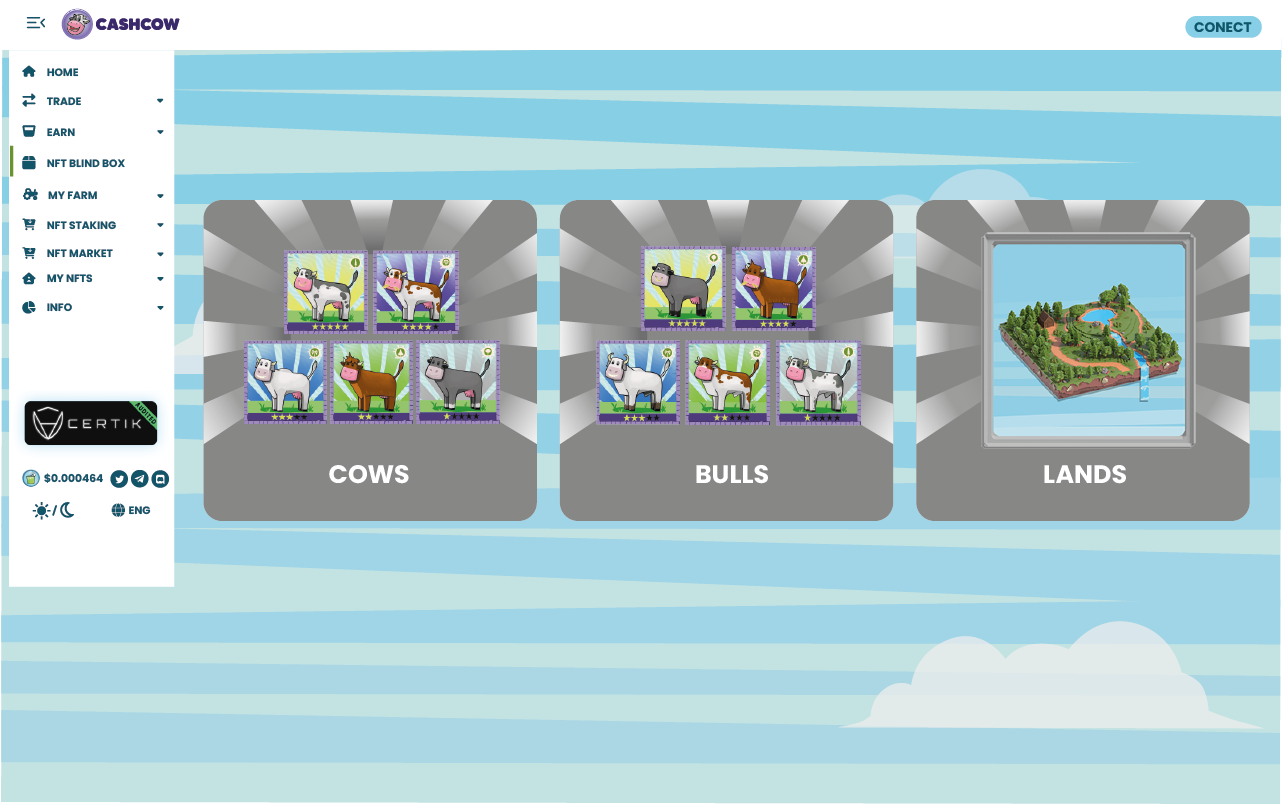 CASHCOW
CONECT
HOME
TRADE
EARN
NFT BLIND BOX
MY FARM
NFT STAKING
NFT MARKET
MY NFTS
INFO
AUDITED
CERTIK
$0.000464
/
ENG
COWS
BULLS
LANDS